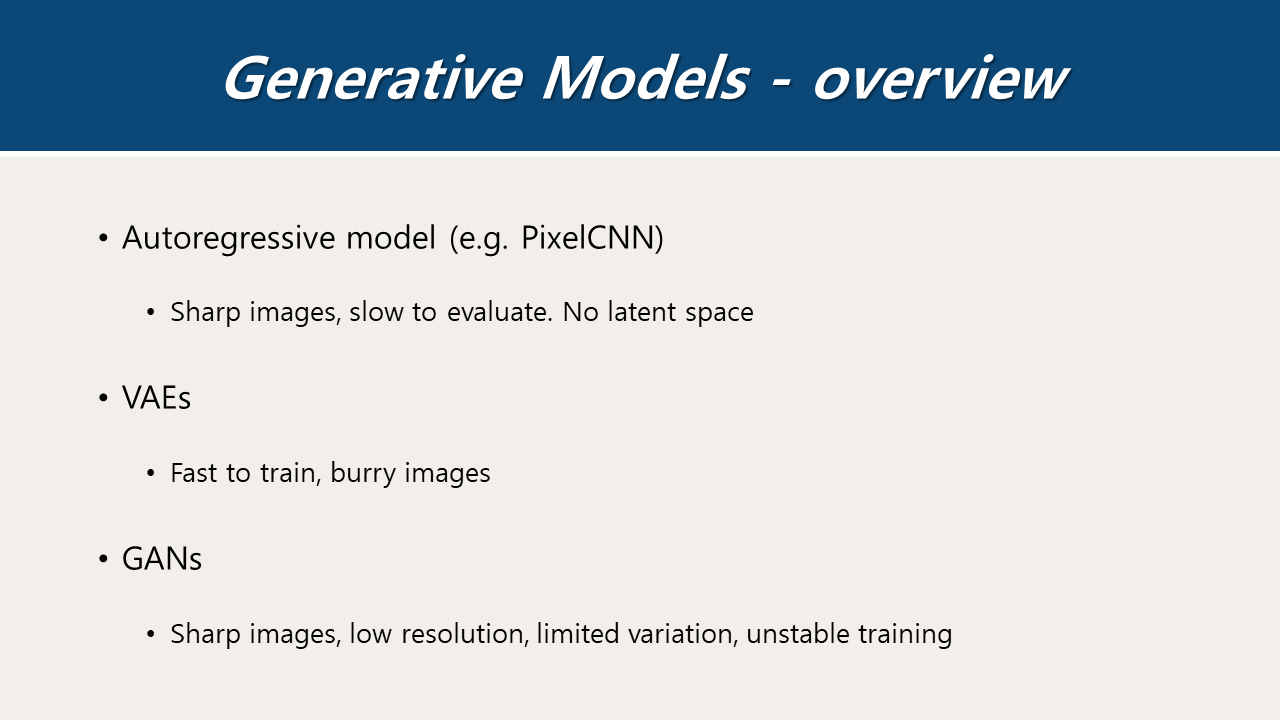 Generative Models - overview
• Autoregressive model (e.g. PixelCNN)
• Sharp images, slow to evaluate. No latent space
• VAEs
• Fast to train, burry images
• GANs
• Sharp images, low resolution, limited variation, unstable training